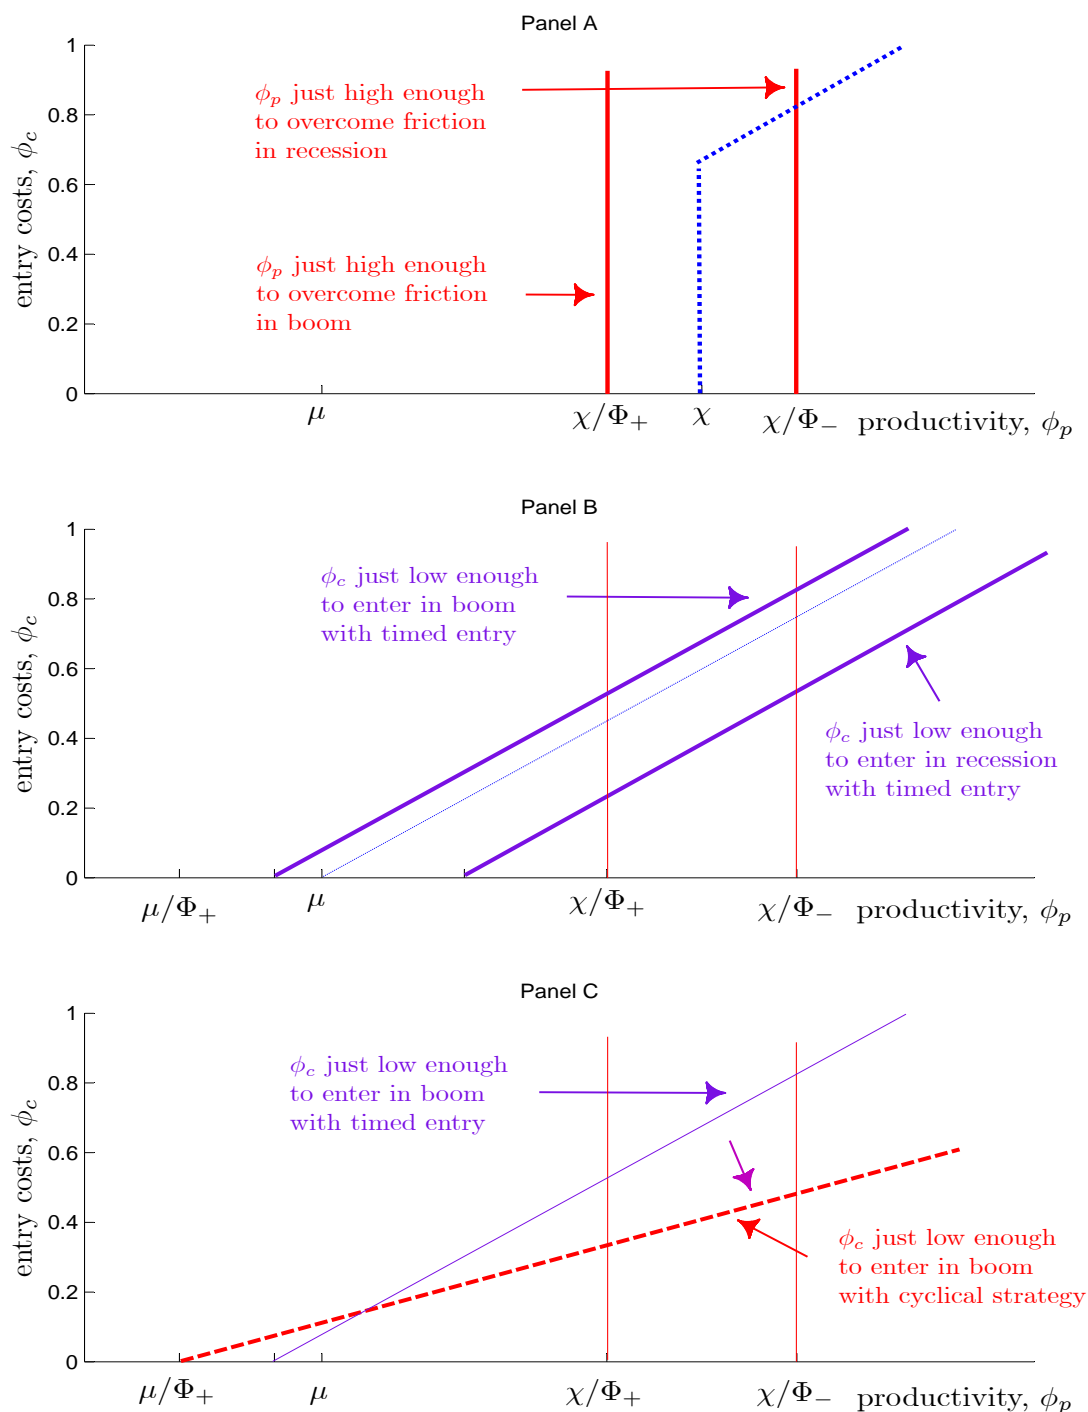 Panel A
1
0.8
0.6
0.4
0.2
0
entry costs, ϕ_c
ϕ_p just high enough
to overcome friction
in recession
ϕ_p just high enough
to overcome friction
in boom
μ
χ/Φ_+
χ
χ/Φ_−
productivity, ϕ_p
Panel B
1
0.8
0.6
0.4
0.2
0
entry costs, ϕ_c
ϕ_c just low enough
to enter in boom
with timed entry
ϕ_c just low enough
to enter in recession
with timed entry
μ/Φ_+
μ
χ/Φ_+
χ/Φ_−
productivity, ϕ_p
Panel C
1
0.8
0.6
0.4
0.2
0
entry costs, ϕ_c
ϕ_c just low enough
to enter in boom
with timed entry
ϕ_c just low enough
to enter in boom
with cyclical strategy
μ/Φ_+
μ
χ/Φ_+
χ/Φ_−
productivity, ϕ_p